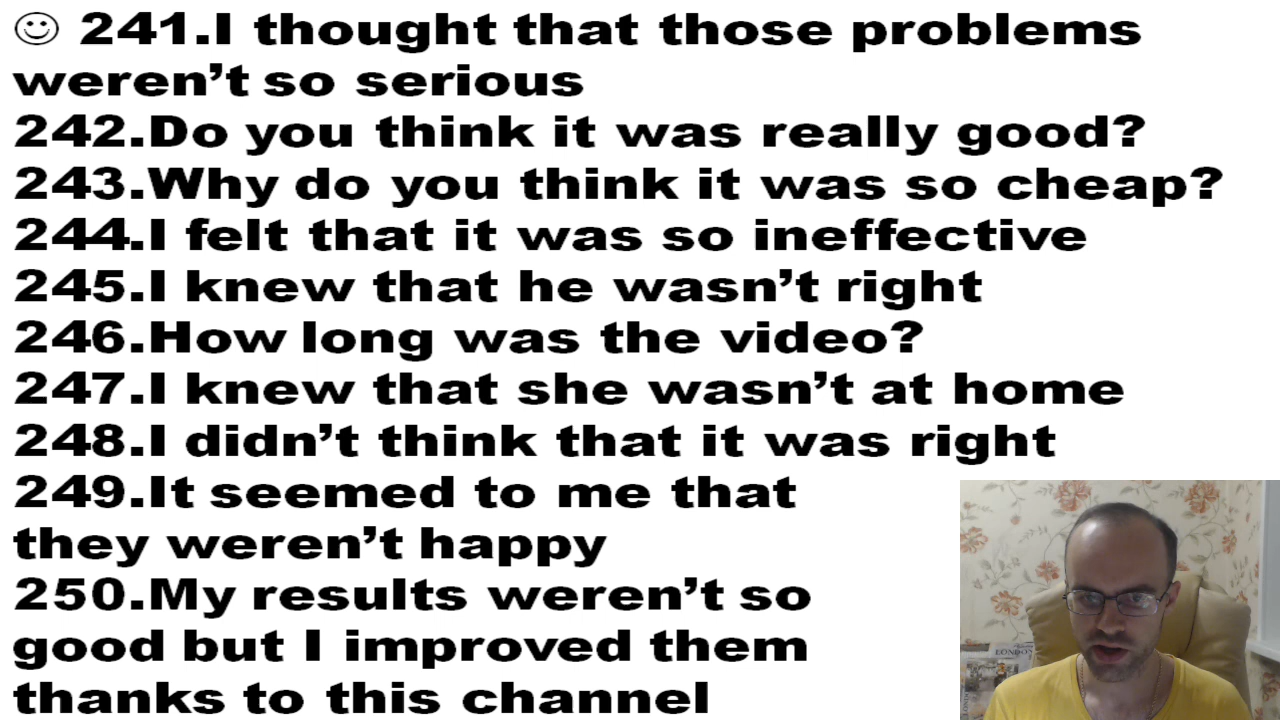 ☺ 241.I thought that those problems
weren’t so serious
242.Do you think it was really good?
243.Why do you think it was so cheap?
244.I felt that it was so ineffective
245.I knew that he wasn’t right
246.How long was the video?
247.I knew that she wasn’t at home
248.I didn’t think that it was right
249.It seemed to me that
they weren’t happy
250.My results weren’t so
good but I improved them
thanks to this channel
LONDON